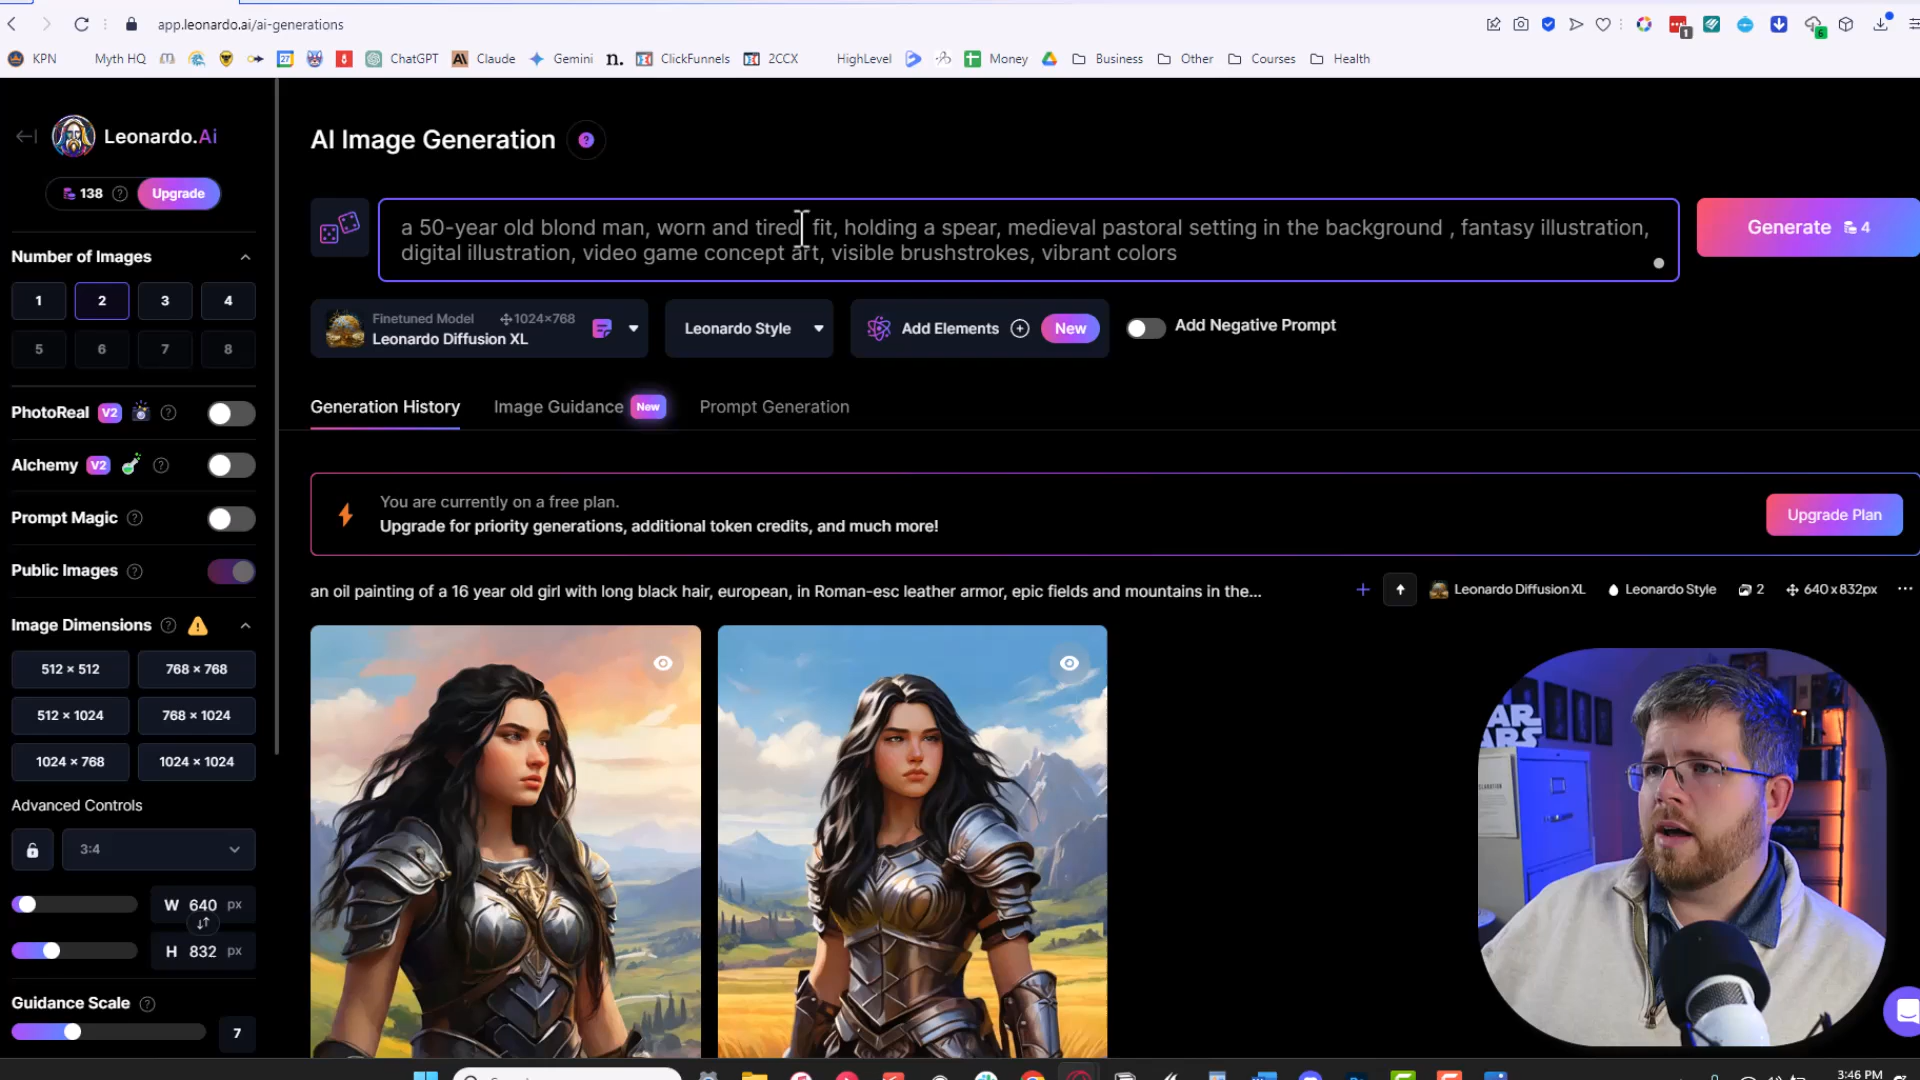 app.leonardo.ai/ai-generations
KPN Myth HQ 27 ChatGPT Claude Gemini n. ClickFunnels 2CCX HighLevel Money Business Other Courses Health
1 6
Leonardo.Ai
138 ? Upgrade
Number of Images
1 2 3 4
5 6 7 8
PhotoReal V2 ?
Alchemy V2 ?
Prompt Magic ?
Public Images ?
Image Dimensions ?
512 × 512 768 × 768
512 × 1024 768 × 1024
1024 × 768 1024 × 1024
Advanced Controls
3:4
W 640 px
H 832 px
Guidance Scale ?
7
AI Image Generation ?
a 50-year old blond man, worn and tired, fit, holding a spear, medieval pastoral setting in the background , fantasy illustration,
digital illustration, video game concept art, visible brushstrokes, vibrant colors
Generate 4
Finetuned Model 1024×768
Leonardo Diffusion XL
Leonardo Style
Add Elements New
Add Negative Prompt
Generation History Image Guidance New Prompt Generation
You are currently on a free plan.
Upgrade for priority generations, additional token credits, and much more!
Upgrade Plan
an oil painting of a 16 year old girl with long black hair, european, in Roman-esc leather armor, epic fields and mountains in the...
Leonardo Diffusion XL Leonardo Style 2 640 x 832px ...
AR
WARS
3:46 PM